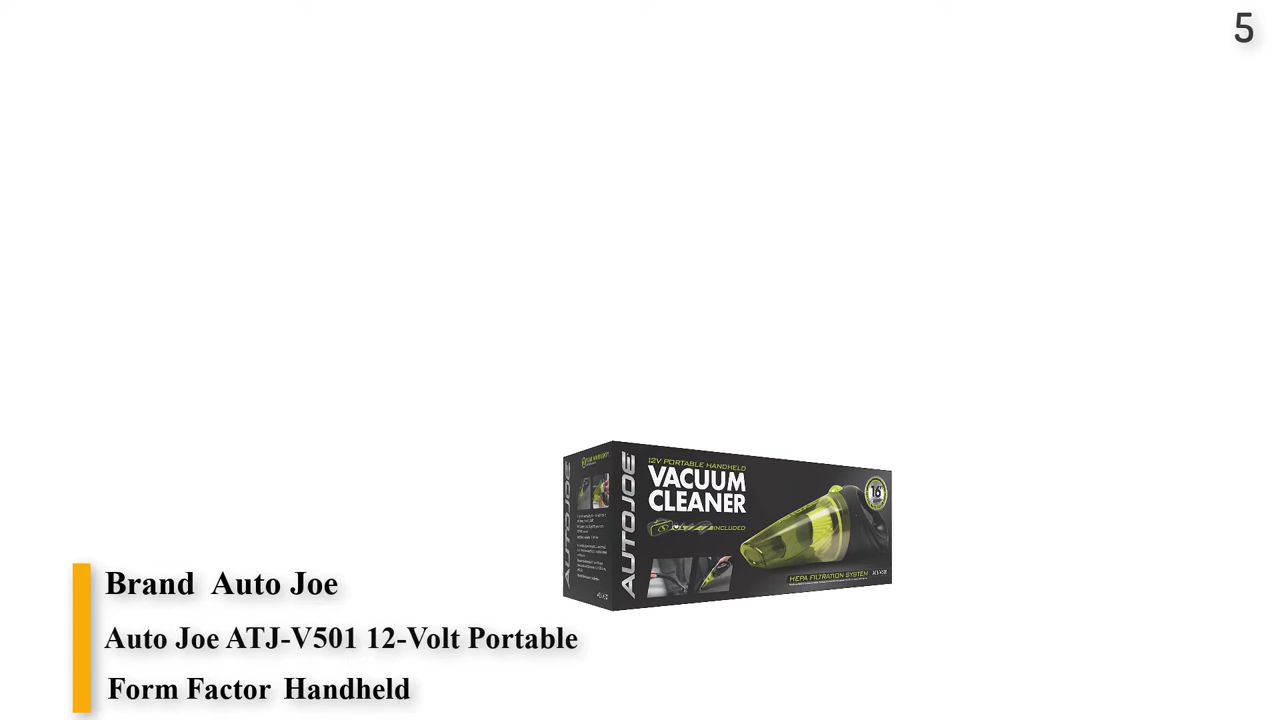 5
AUTOJOE
AUTOJOE
12V PORTABLE HANDHELD
VACUUM
CLEANER
INCLUDED
16'
HEPA FILTRATION SYSTEM
Brand Auto Joe
Auto Joe ATJ-V501 12-Volt Portable
Form Factor Handheld